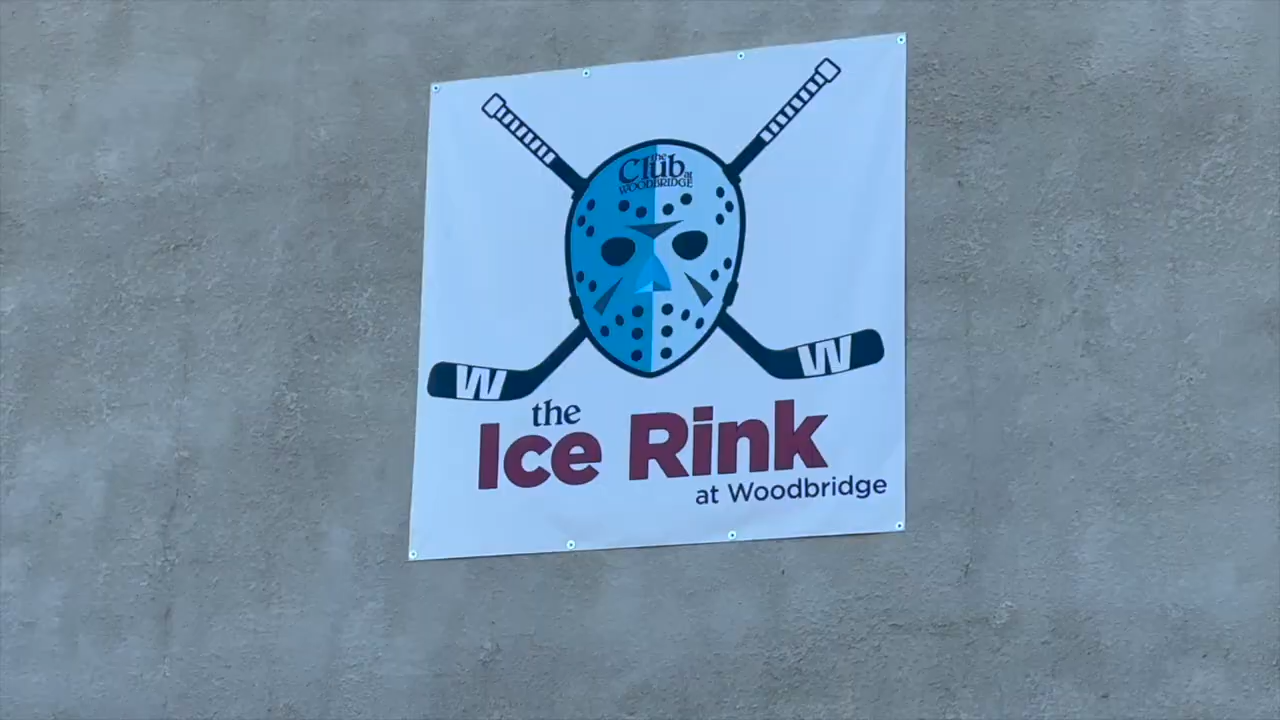 the
Club at
WOODBRIDGE
W
W
the
Ice Rink
at Woodbridge